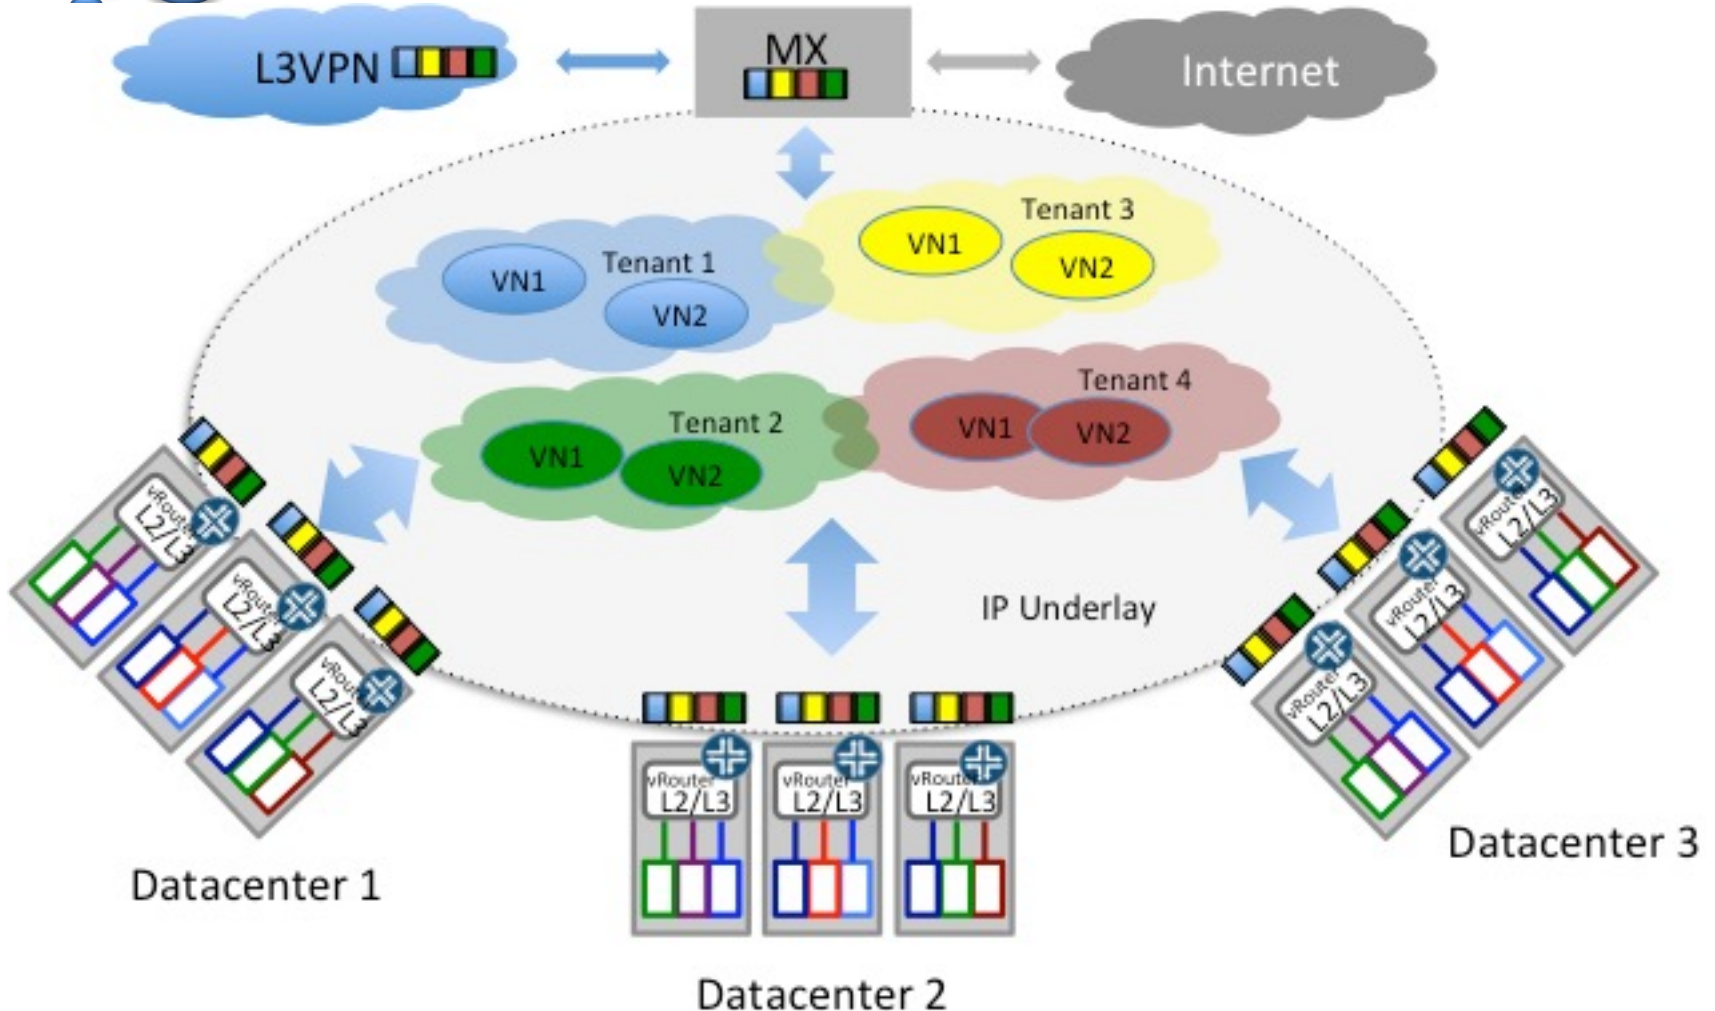 L3VPN
MX
Internet
Tenant 3
VN1
VN2
Tenant 1
VN1
VN2
Tenant 4
VN1
VN2
Tenant 2
VN1
VN2
IP Underlay
vRouter
L2/L3
vRouter
L2/L3
vRouter
L2/L3
Datacenter 1
vRouter
L2/L3
vRouter
L2/L3
vRouter
L2/L3
Datacenter 2
vRouter
L2/L3
vRouter
L2/L3
vRouter
L2/L3
Datacenter 3